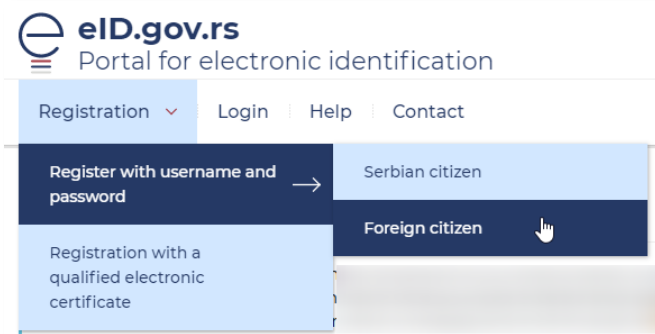 eID.gov.rs
Portal for electronic identification
Registration
Login
Help
Contact
Register with username and
password
Serbian citizen
Foreign citizen
Registration with a
qualified electronic
certificate